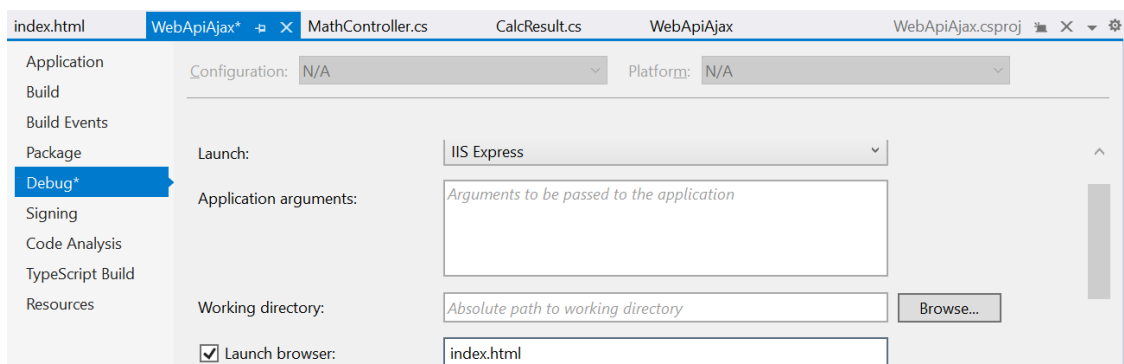 index.html WebApiAjax* MathController.cs CalcResult.cs WebApiAjax WebApiAjax.csproj
Application
Configuration: N/A Platform: N/A
Build
Build Events
Package
Launch: IIS Express
Debug*
Application arguments: Arguments to be passed to the application
Signing
Code Analysis
TypeScript Build
Resources
Working directory: Absolute path to working directory Browse...
Launch browser: index.html